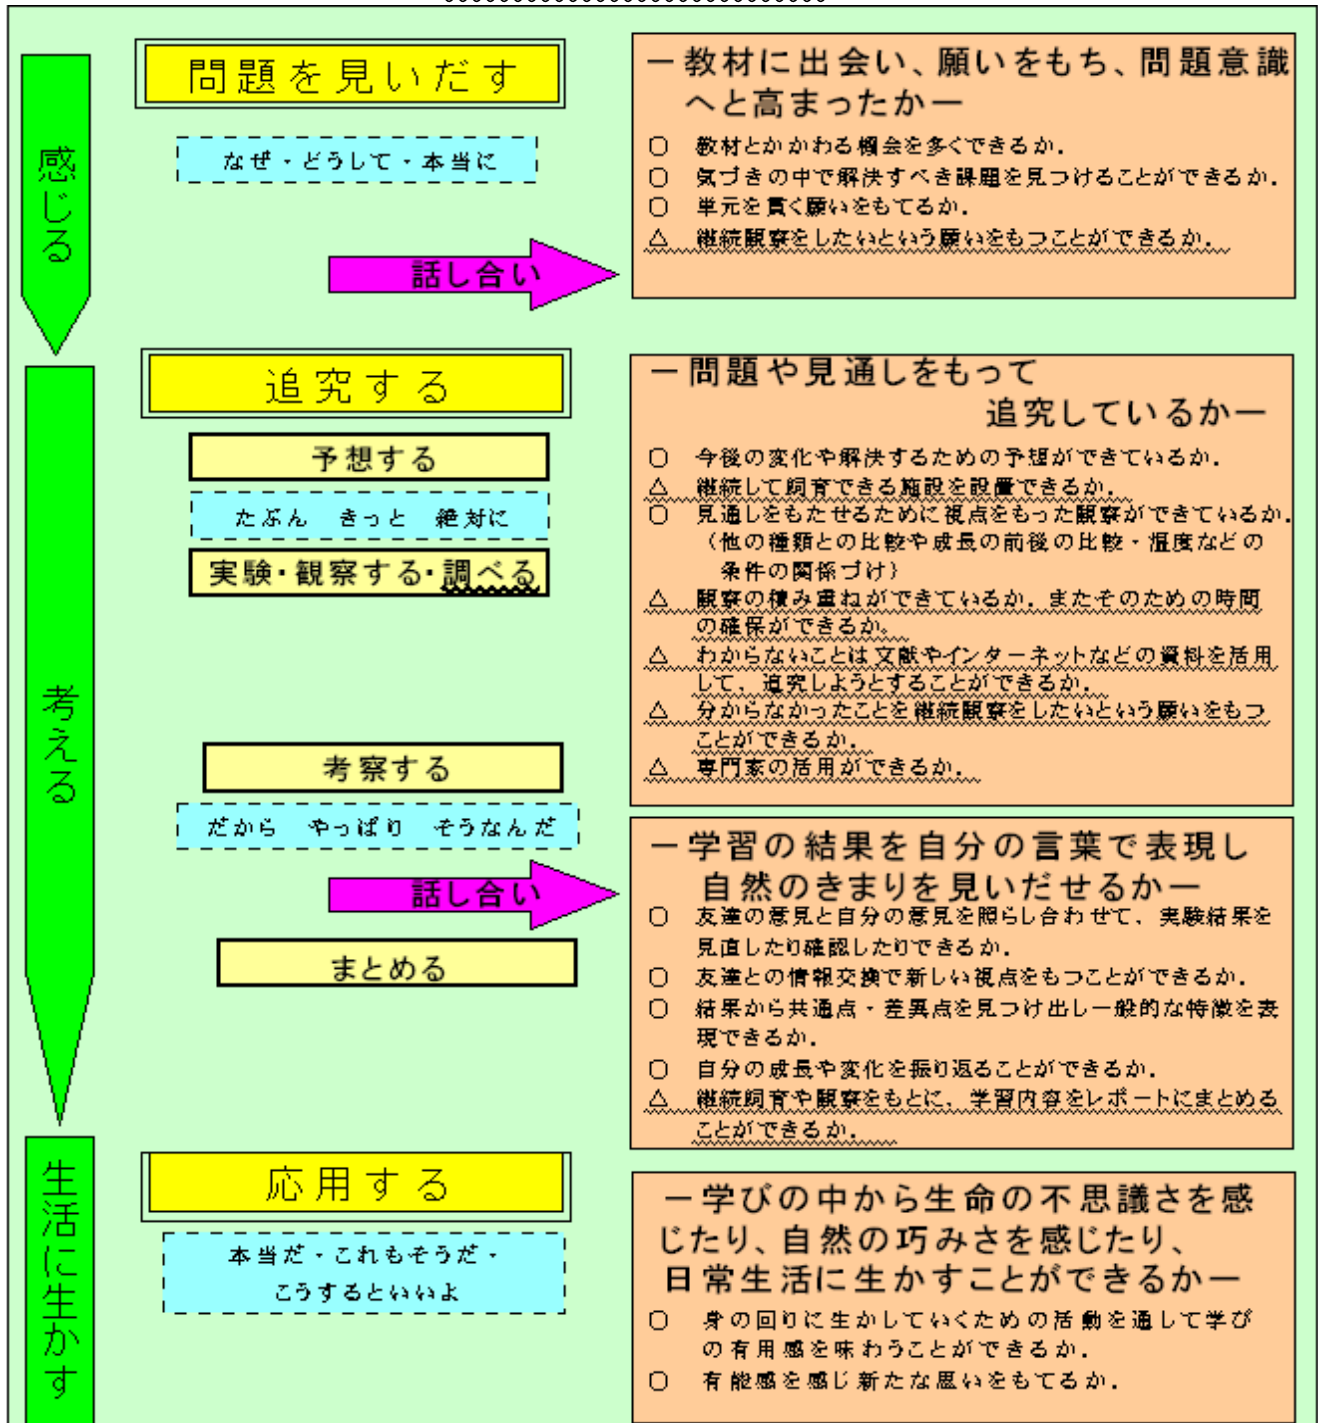 感じる
問題を見いだす
なぜ・どうして・本当に
話し合い
ー教材に出会い、願いをもち、問題意識
へと高まったかー
○ 教材とかかわる機会を多くできるか．
○ 気づきの中で解決すべき課題を見つけることができるか．
○ 単元を貫く願いをもてるか．
△ 継続観察をしたいという願いをもつことができるか．
考える
追究する
予想する
たぶん きっと 絶対に
実験・観察する・調べる
考察する
だから やっぱり そうなんだ
話し合い
まとめる
ー問題や見通しをもって
追究しているかー
○ 今後の変化や解決するための予想ができているか．
△ 継続して飼育できる施設を設置できるか．
○ 見通しをもたせるために視点をもった観察ができているか．
（他の種類との比較や成長の前後の比較・温度などの
条件の関係づけ）
△ 観察の積み重ねができているか．またそのための時間
の確保ができるか。
△ わからないことは文献やインターネットなどの資料を活用
して、追究しようとすることができるか．
△ 分からなかったことを継続観察をしたいという願いをもつ
ことができるか．
△ 専門家の活用ができるか．
ー学習の結果を自分の言葉で表現し
自然のきまりを見いだせるかー
○ 友達の意見と自分の意見を照らし合わせて、実験結果を
見直したり確認したりできるか．
○ 友達との情報交換で新しい視点をもつことができるか．
○ 結果から共通点・差異点を見つけ出し一般的な特徴を表
現できるか．
○ 自分の成長や変化を振り返ることができるか．
△ 継続飼育や観察をもとに、学習内容をレポートにまとめる
ことができるか．
生活に生かす
応用する
本当だ・これもそうだ・
こうするといいよ
ー学びの中から生命の不思議さを感
じたり、自然の巧みさを感じたり、
日常生活に生かすことができるかー
○ 身の回りに生かしていくための活動を通して学び
の有用感を味わうことができるか．
○ 有能感を感じ新たな思いをもてるか．